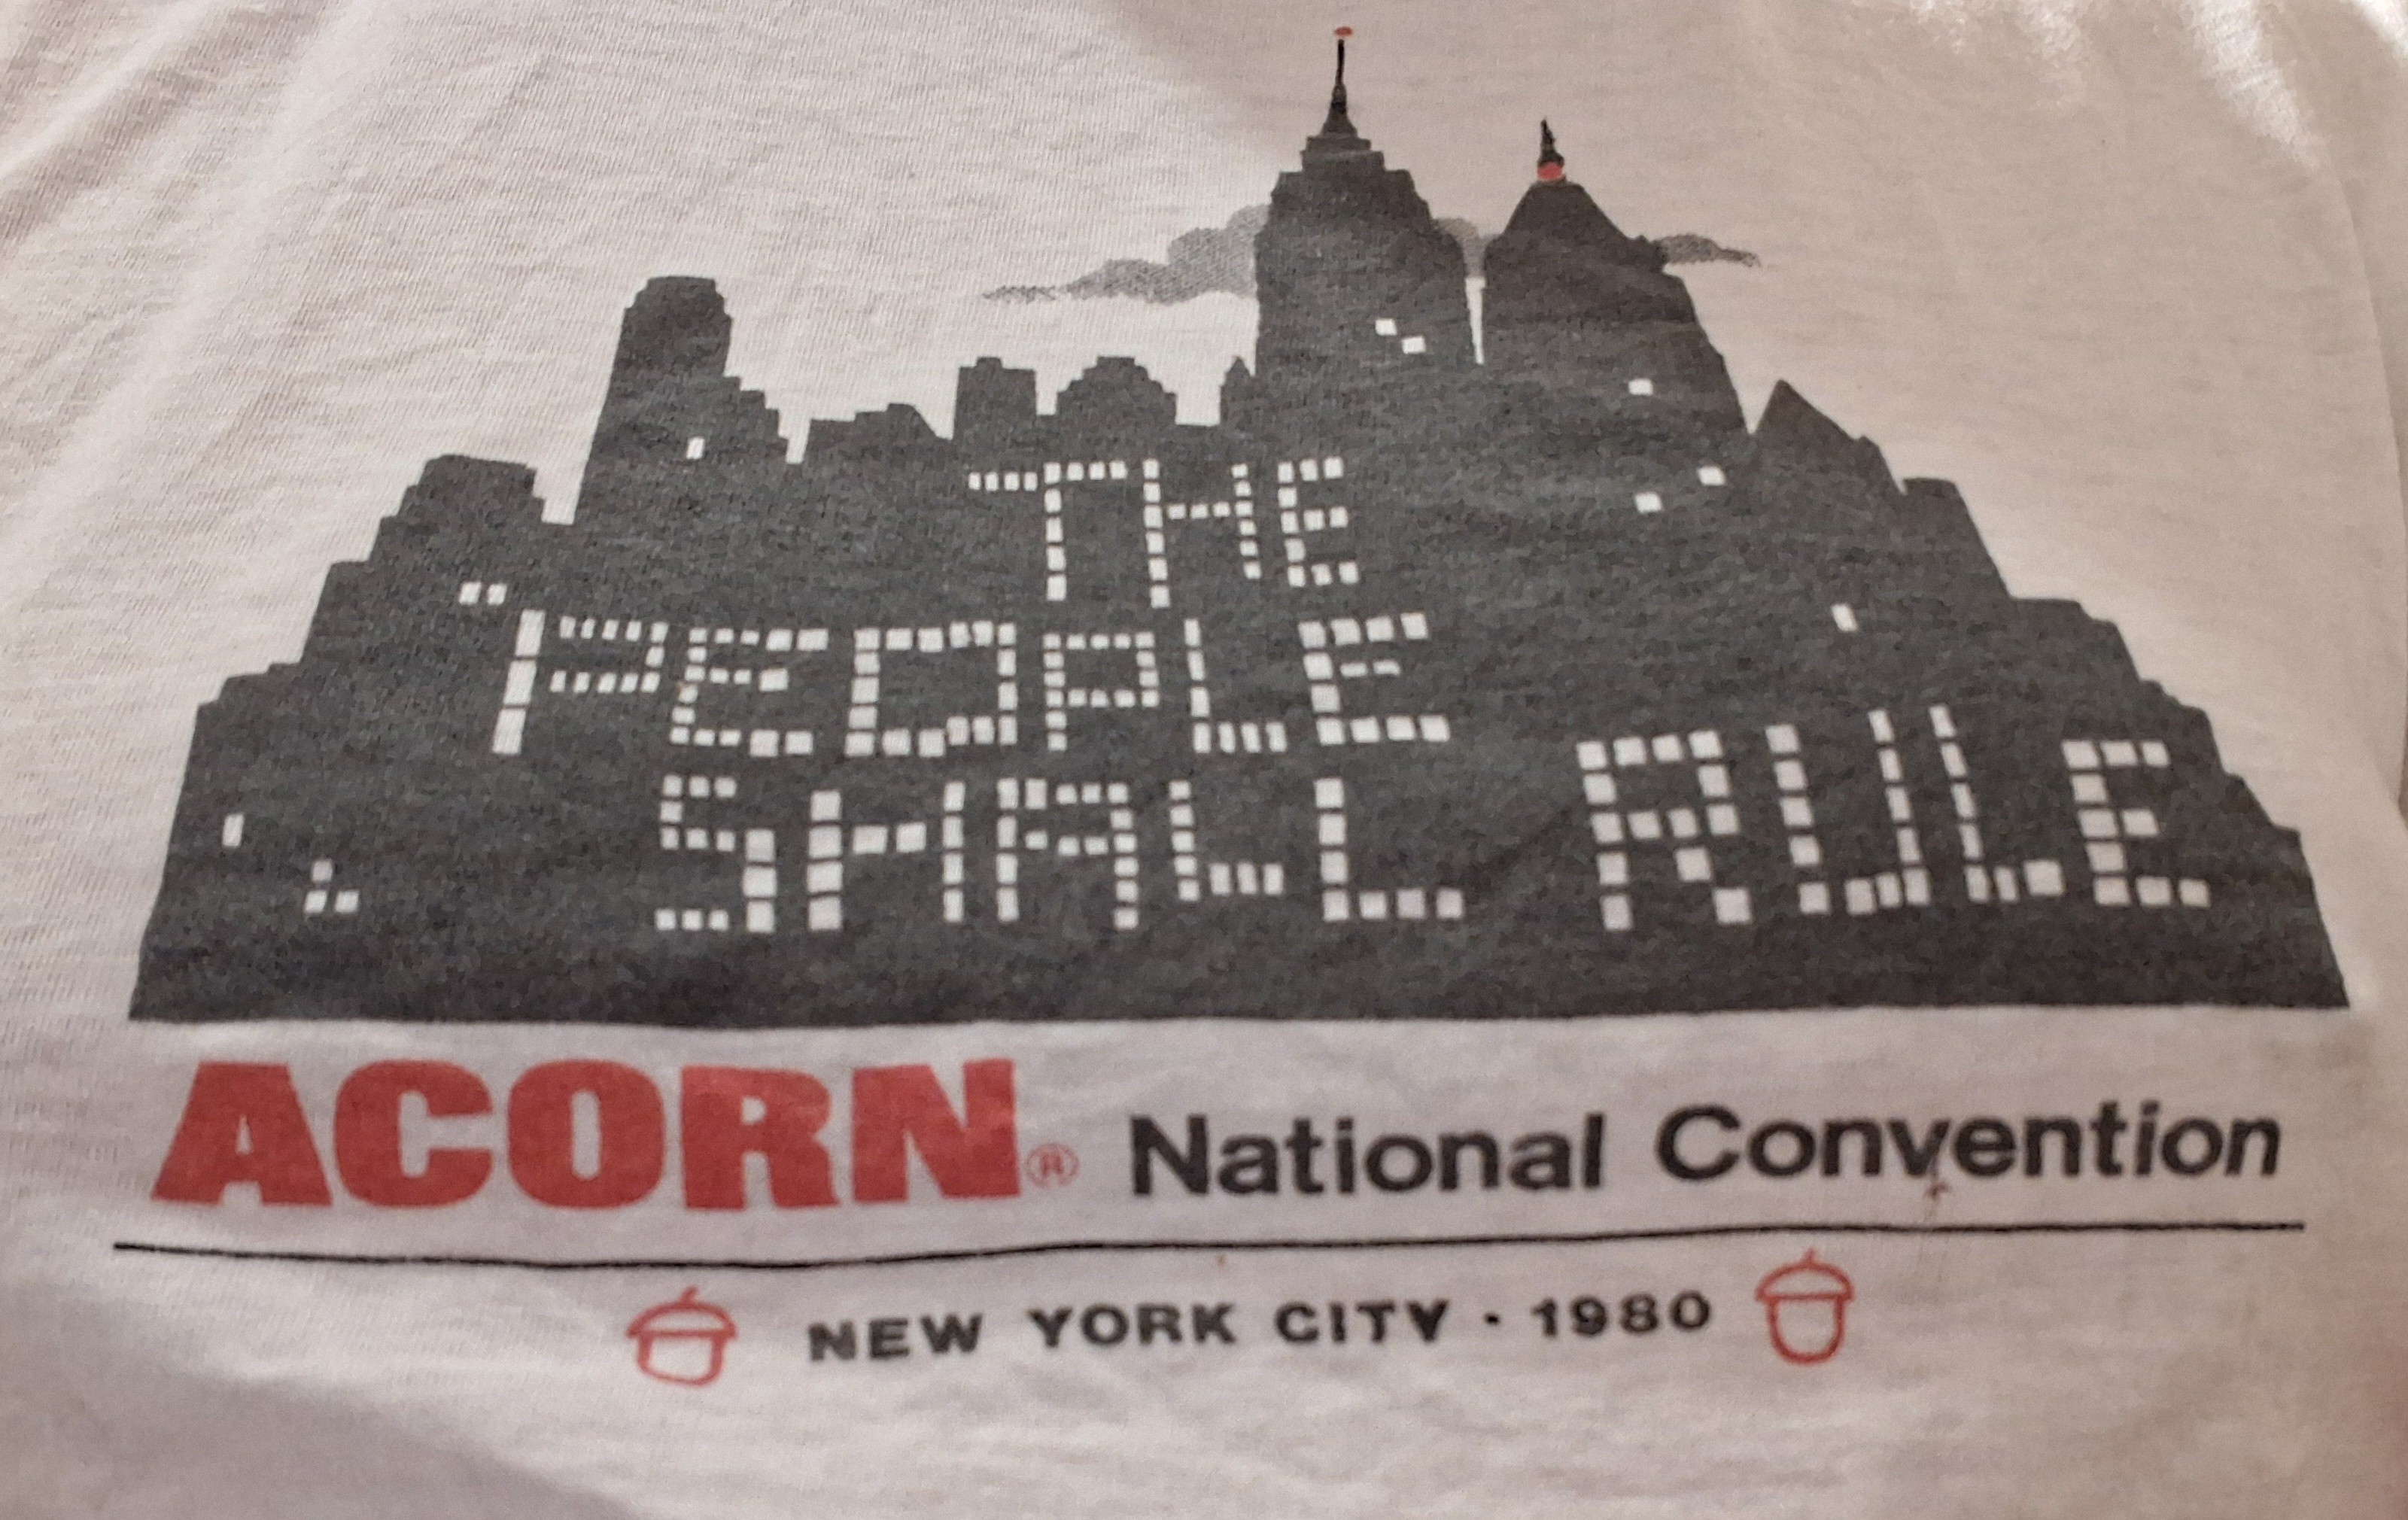 THE
"PEOPLE
SHALL RULE
ACORN® National Convention
NEW YORK CITY · 1980